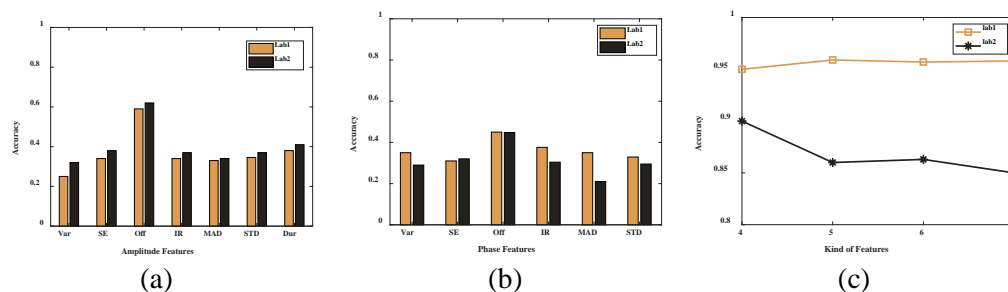 1
0.8
0.6
0.4
0.2
0
Accuracy
Lab1
Lab2
Var SE Off IR MAD STD Dur
Amplitude Features
(a)
1
0.8
0.6
0.4
0.2
0
Accuracy
Lab1
Lab2
Var SE Off IR MAD STD
Phase Features
(b)
1
0.95
0.9
0.85
0.8
Accuracy
lab1
lab2
4 5 6
Kind of Features
(c)